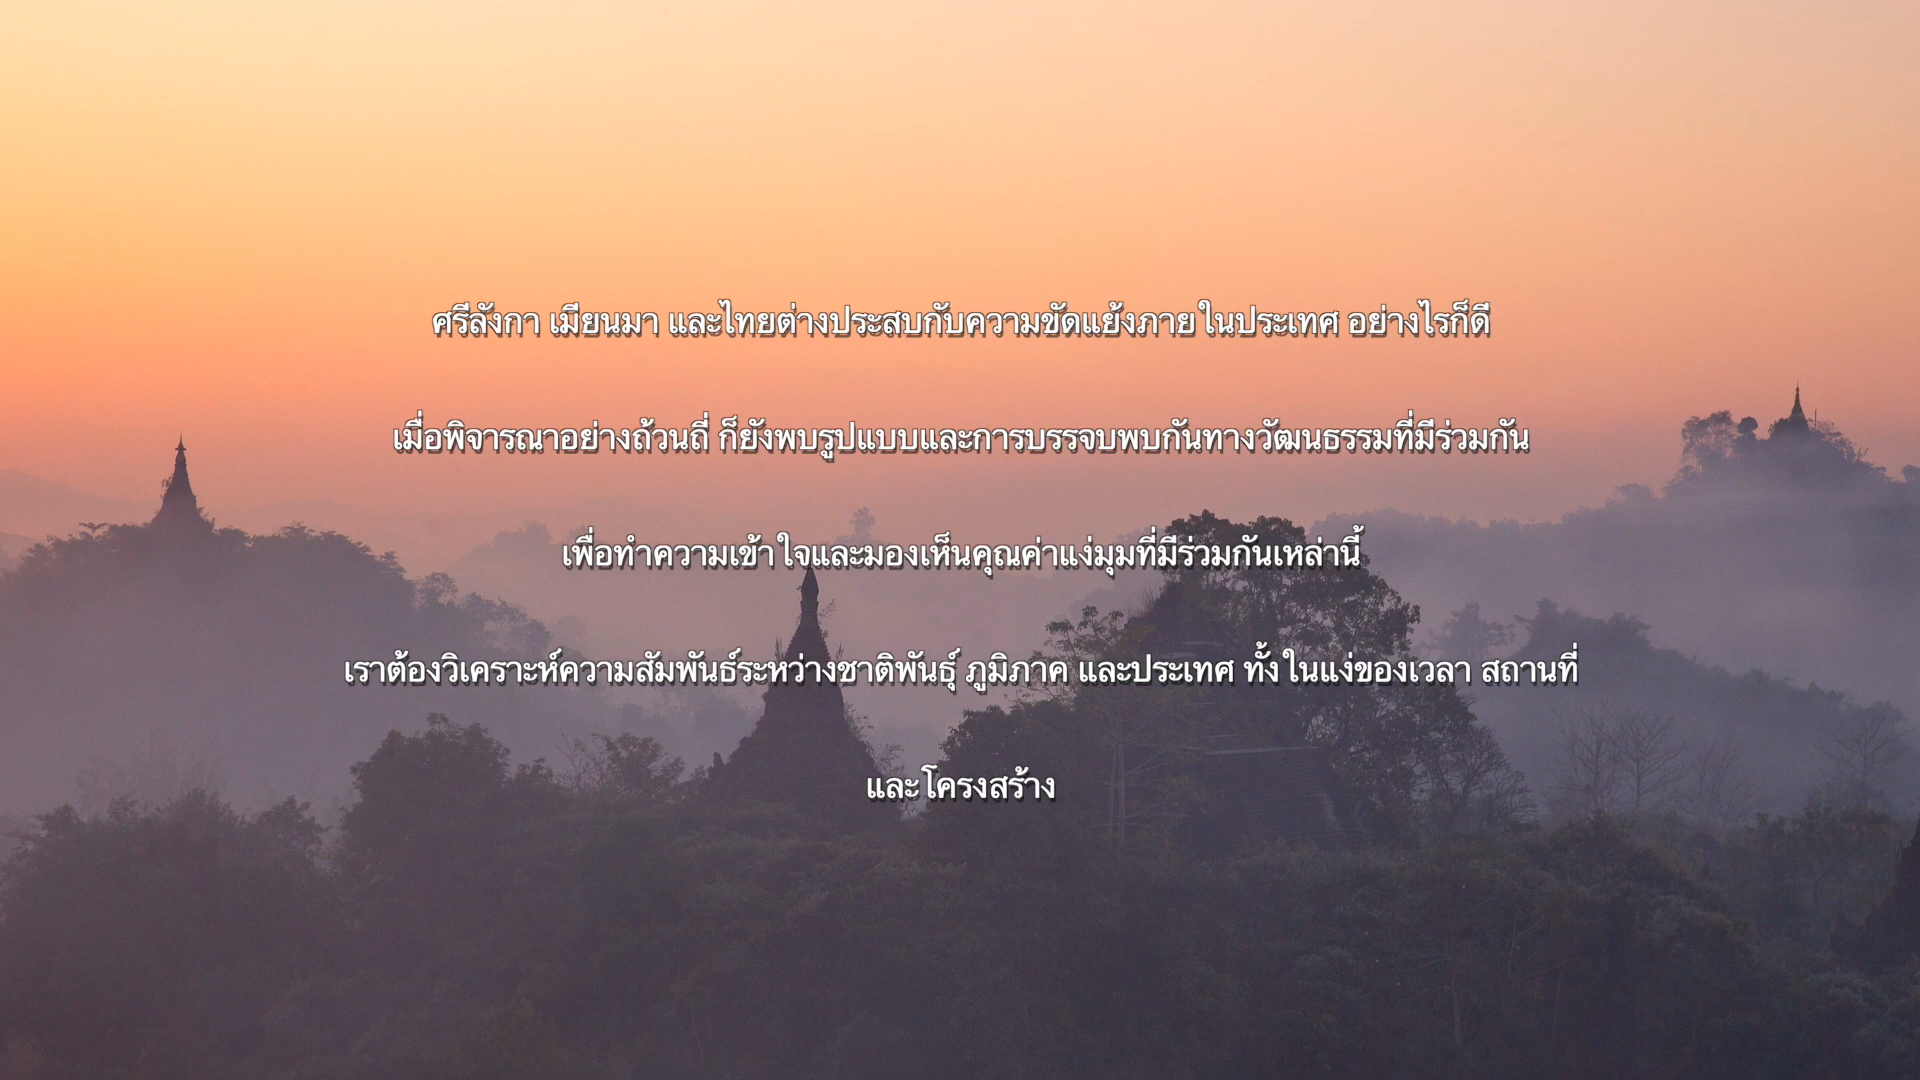 ศรีลังกา เมียนมา และไทยต่างประสบกับความขัดแย้งภายในประเทศ อย่างไรก็ดี
เมื่อพิจารณาอย่างถ้วนถี่ ก็ยังพบรูปแบบและการบรรจบพบกันทางวัฒนธรรมที่มีร่วมกัน
เพื่อทำความเข้าใจและมองเห็นคุณค่าแง่มุมที่มีร่วมกันเหล่านี้
เราต้องวิเคราะห์ความสัมพันธ์ระหว่างชาติพันธุ์ ภูมิภาค และประเทศ ทั้งในแง่ของเวลา สถานที่
และโครงสร้าง